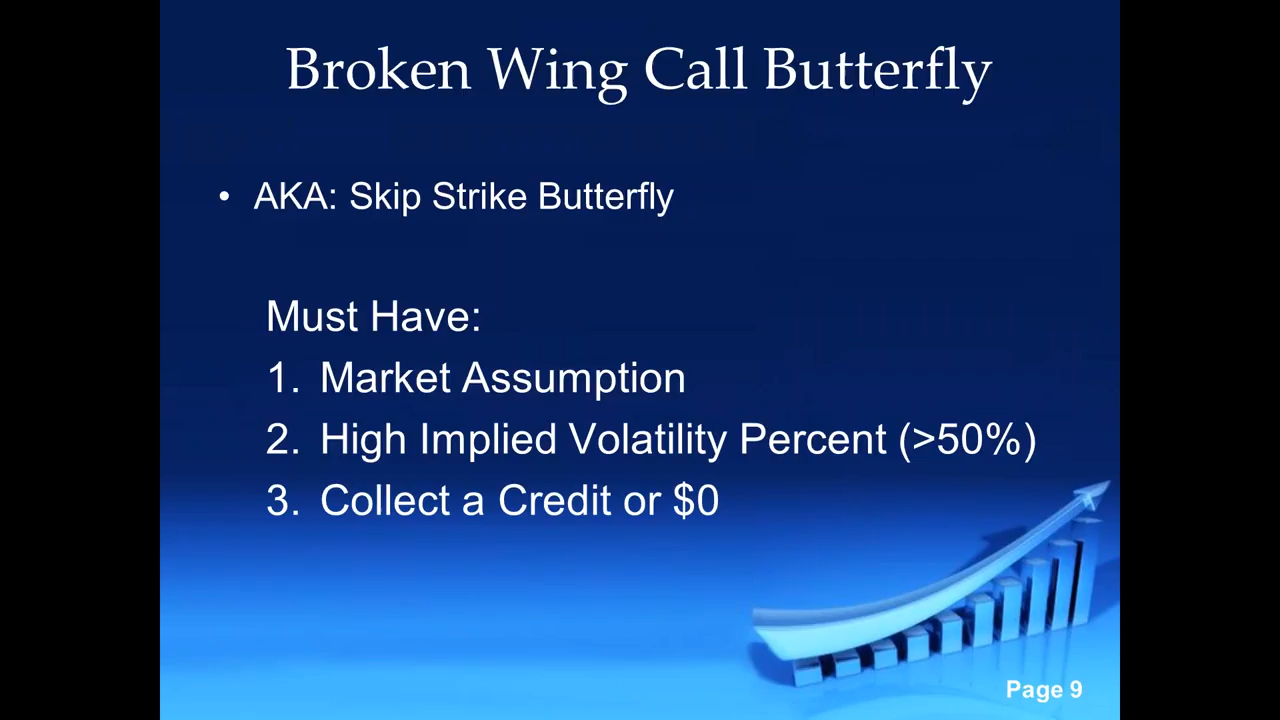 Broken Wing Call Butterfly
• AKA: Skip Strike Butterfly
Must Have:
1. Market Assumption
2. High Implied Volatility Percent (>50%)
3. Collect a Credit or $0
Page 9